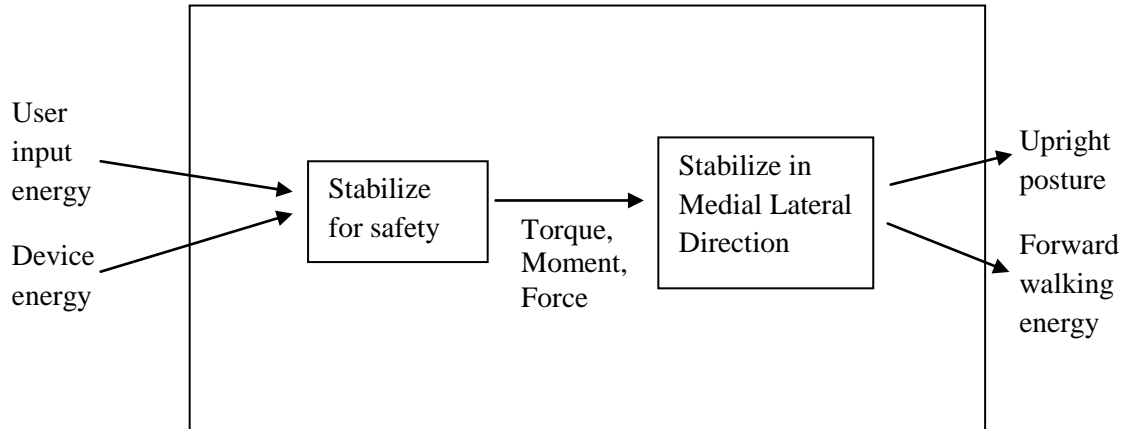 User
input
energy
Device
energy
Stabilize
for safety
Torque,
Moment,
Force
Stabilize in
Medial Lateral
Direction
Upright
posture
Forward
walking
energy